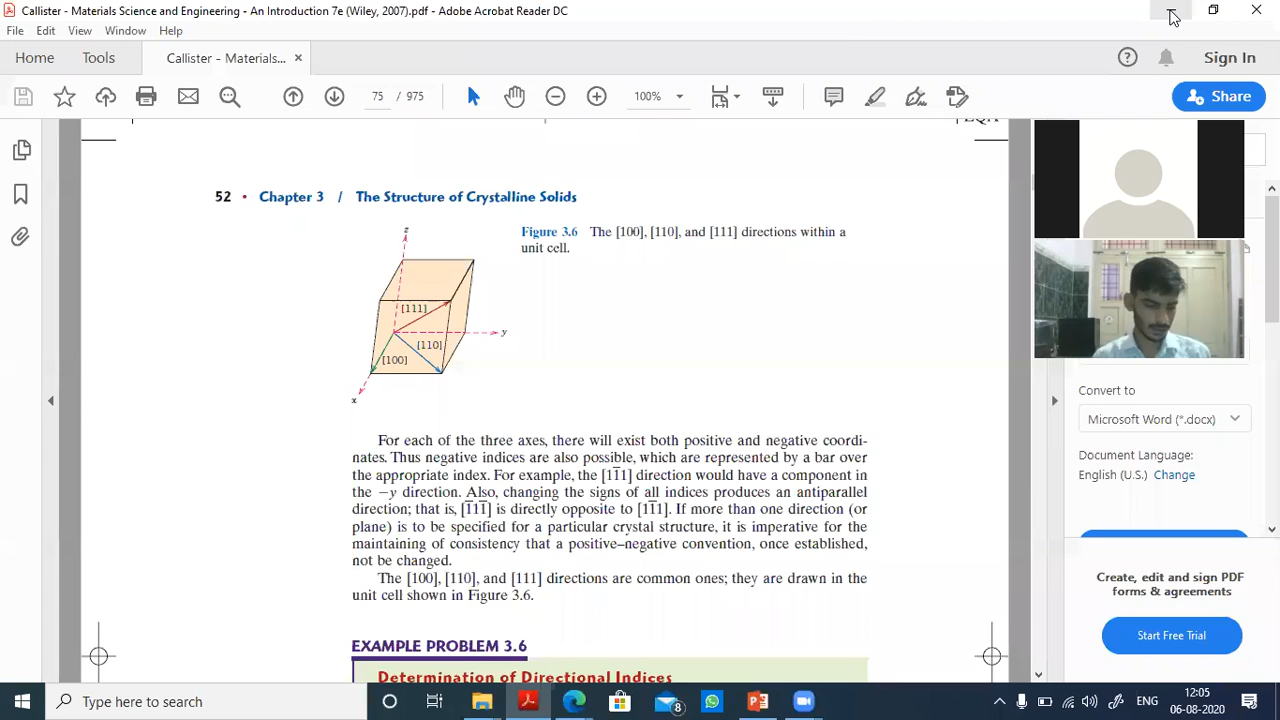 Callister - Materials Science and Engineering - An Introduction 7e (Wiley, 2007).pdf - Adobe Acrobat Reader DC
File Edit View Window Help
Home Tools Callister - Materials... ×
Sign In
75 / 975
100%
Share
52 • Chapter 3 / The Structure of Crystalline Solids
Figure 3.6 The [100], [110], and [111] directions within a
unit cell.
z
[111]
y
[110]
[100]
x
For each of the three axes, there will exist both positive and negative coordi-
nates. Thus negative indices are also possible, which are represented by a bar over
the appropriate index. For example, the [11̅1] direction would have a component in
the −y direction. Also, changing the signs of all indices produces an antiparallel
direction; that is, [1̅11̅] is directly opposite to [11̅1]. If more than one direction (or
plane) is to be specified for a particular crystal structure, it is imperative for the
maintaining of consistency that a positive–negative convention, once established,
not be changed.
The [100], [110], and [111] directions are common ones; they are drawn in the
unit cell shown in Figure 3.6.
EXAMPLE PROBLEM 3.6
Determination of Directional Indices
Convert to
Microsoft Word (*.docx)
Document Language:
English (U.S.) Change
Create, edit and sign PDF
forms & agreements
Start Free Trial
Type here to search
8
ENG
12:05
06-08-2020